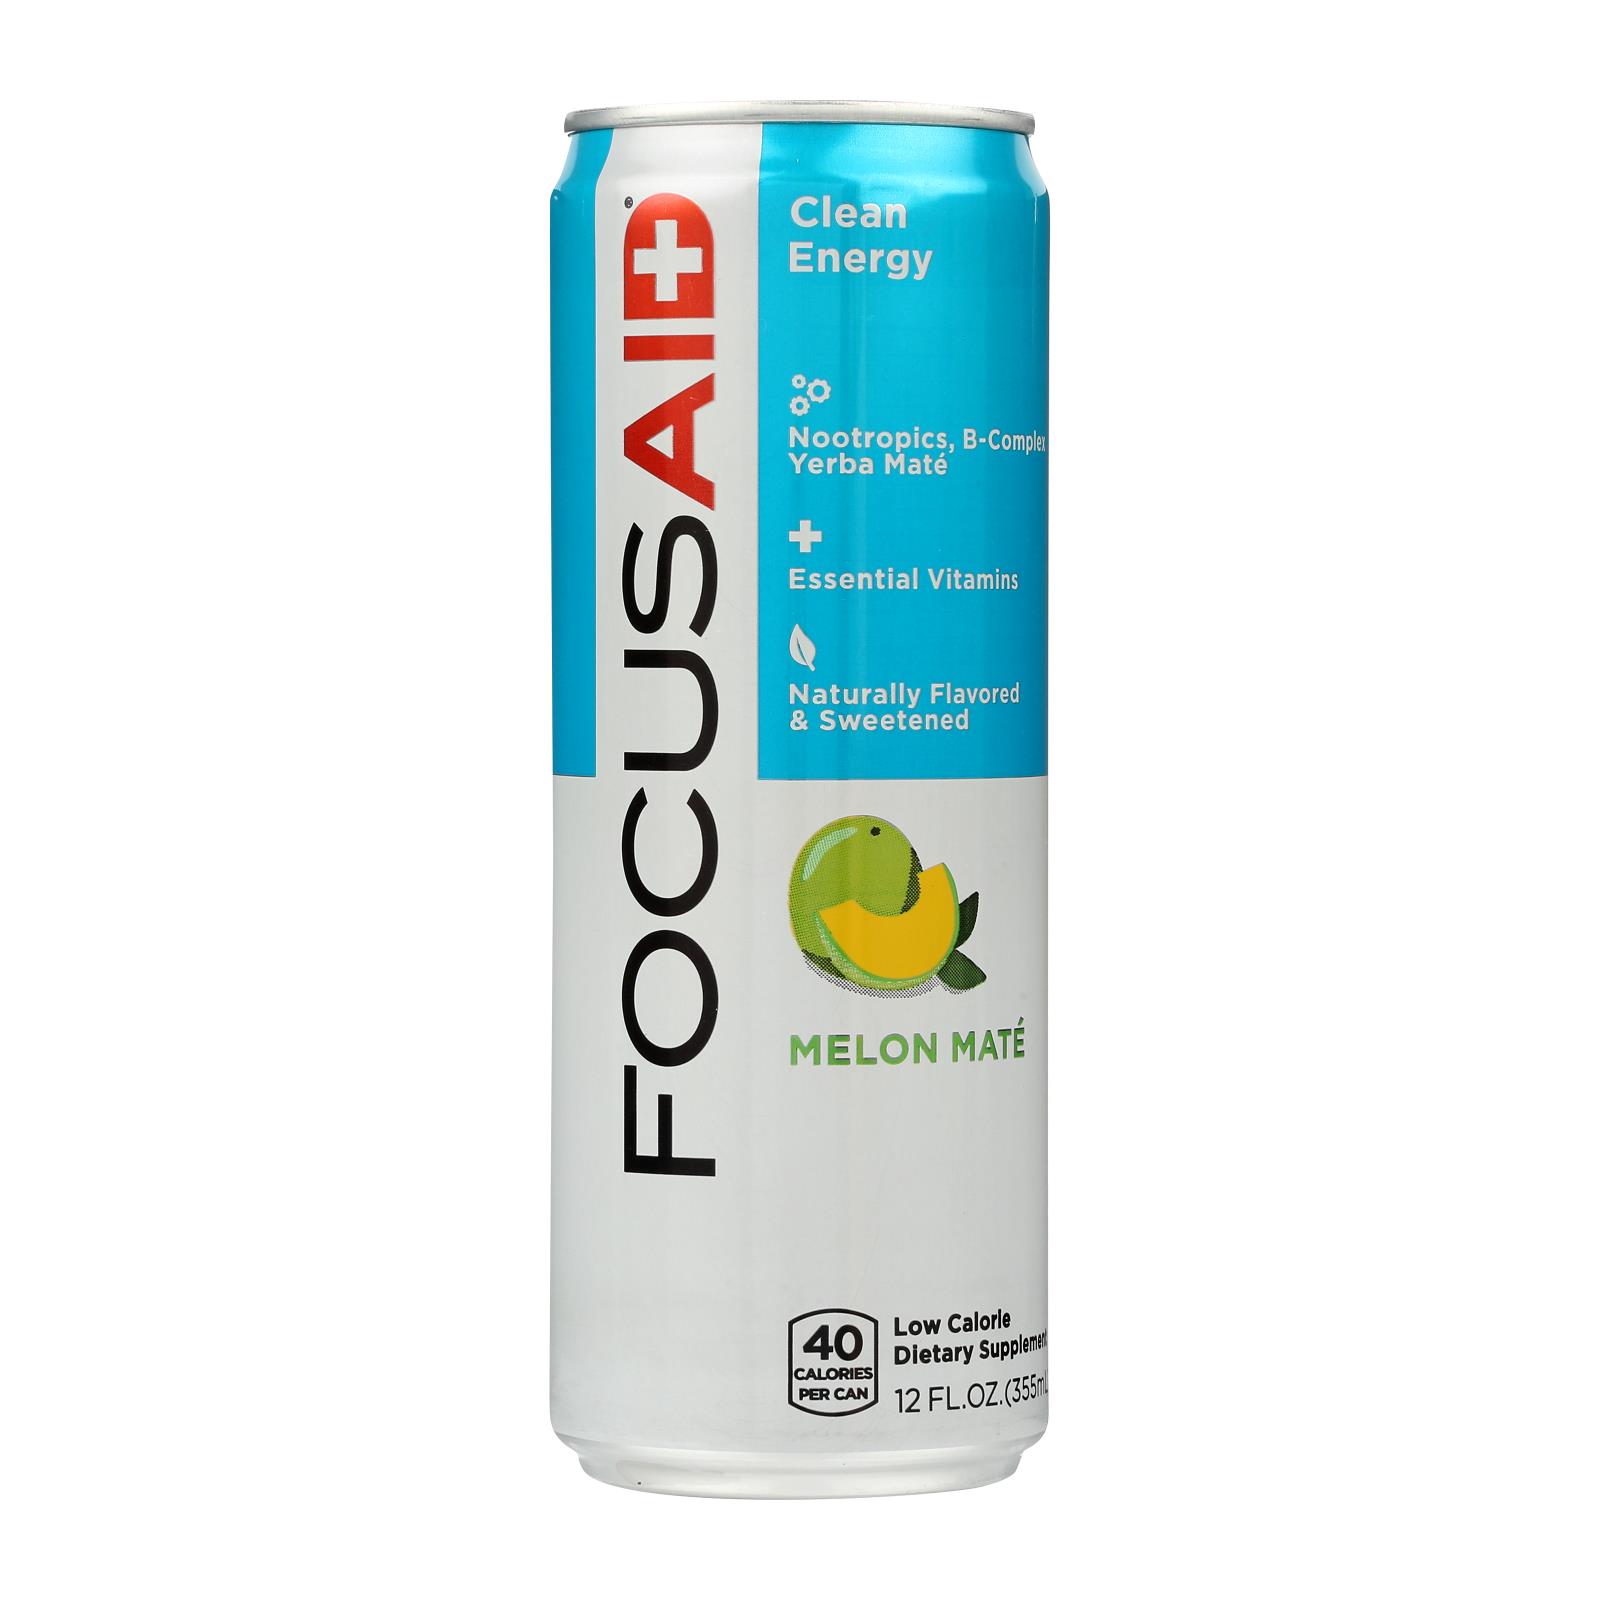 FOCUSAID®
Clean
Energy
Nootropics, B-Complex
Yerba Maté
Essential Vitamins
Naturally Flavored
& Sweetened
MELON MATÉ
40
CALORIES
PER CAN
Low Calorie
Dietary Supplement
12 FL.OZ.(355mL